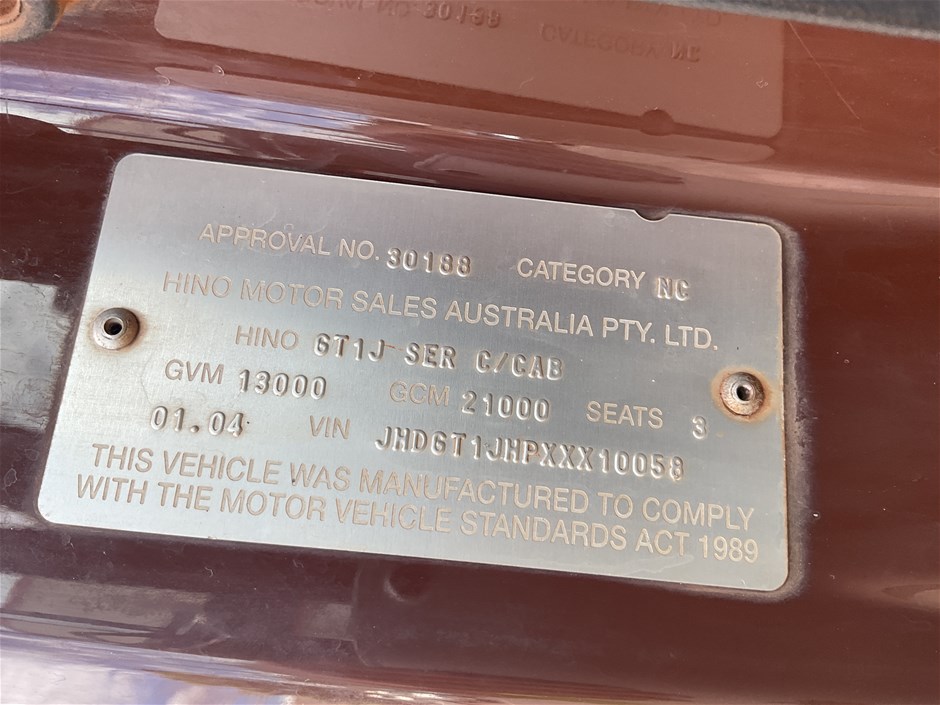 APPROVAL NO. 30188 CATEGORY NC
HINO MOTOR SALES AUSTRALIA PTY. LTD.
HINO GT1J-SER C/CAB
GVM 13000 GCM 21000 SEATS 3
01.04 VIN JHDGT1JHPXXX10058
THIS VEHICLE WAS MANUFACTURED TO COMPLY
WITH THE MOTOR VEHICLE STANDARDS ACT 1989